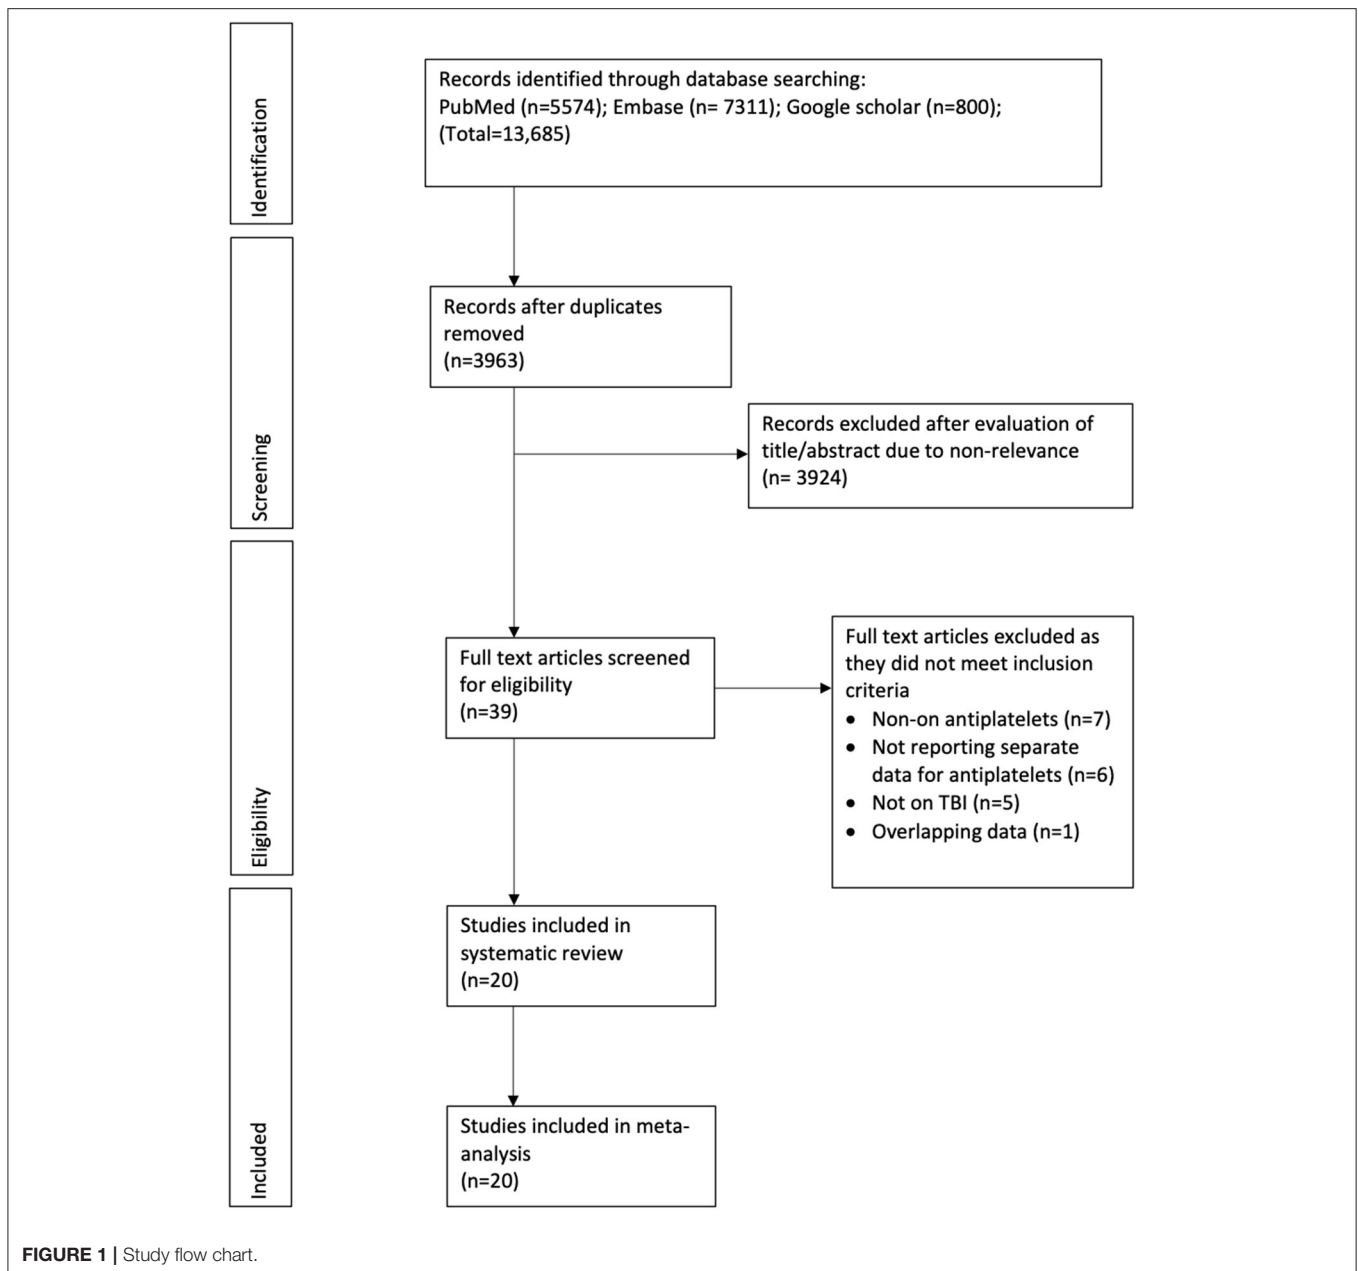 Identification
Records identified through database searching:
PubMed (n=5574); Embase (n= 7311); Google scholar (n=800);
(Total=13,685)
Screening
Records after duplicates
removed
(n=3963)
Records excluded after evaluation of
title/abstract due to non-relevance
(n= 3924)
Eligibility
Full text articles screened
for eligibility
(n=39)
Full text articles excluded as
they did not meet inclusion
criteria
• Non-on antiplatelets (n=7)
• Not reporting separate
data for antiplatelets (n=6)
• Not on TBI (n=5)
• Overlapping data (n=1)
Included
Studies included in
systematic review
(n=20)
Studies included in meta-
analysis
(n=20)
FIGURE 1 | Study flow chart.